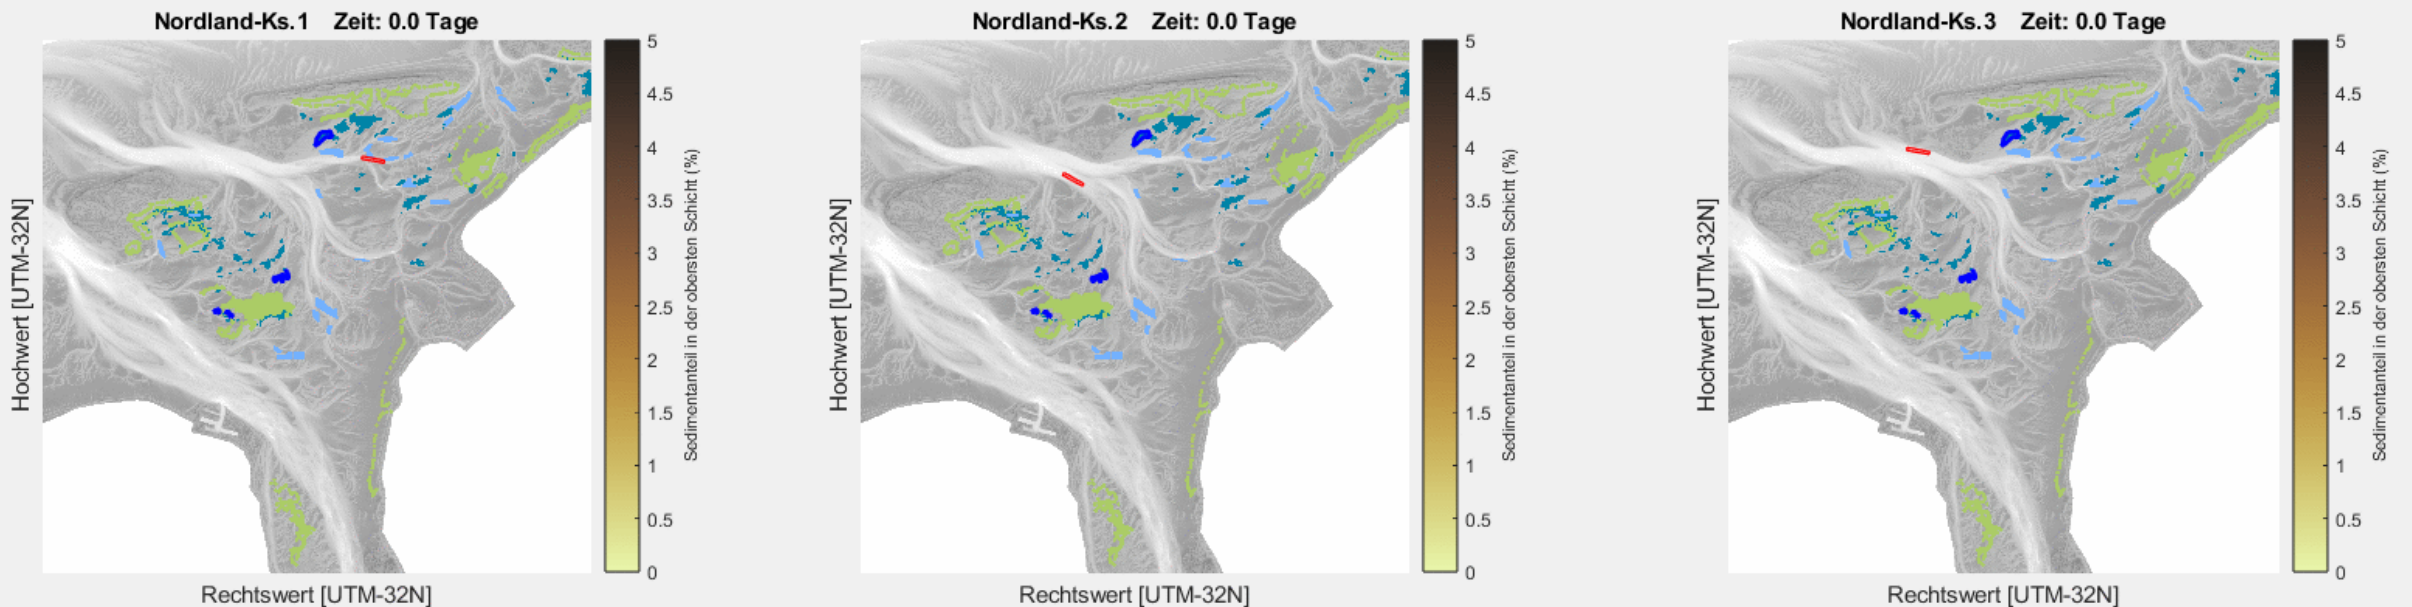 Nordland-Ks.1 Zeit: 0.0 Tage
Hochwert [UTM-32N]
Rechtswert [UTM-32N]
5
4.5
4
3.5
3
2.5
2
1.5
1
0.5
0
Sedimentanteil in der obersten Schicht (%)
Nordland-Ks.2 Zeit: 0.0 Tage
Hochwert [UTM-32N]
Rechtswert [UTM-32N]
5
4.5
4
3.5
3
2.5
2
1.5
1
0.5
0
Sedimentanteil in der obersten Schicht (%)
Nordland-Ks.3 Zeit: 0.0 Tage
Hochwert [UTM-32N]
Rechtswert [UTM-32N]
5
4.5
4
3.5
3
2.5
2
1.5
1
0.5
0
Sedimentanteil in der obersten Schicht (%)